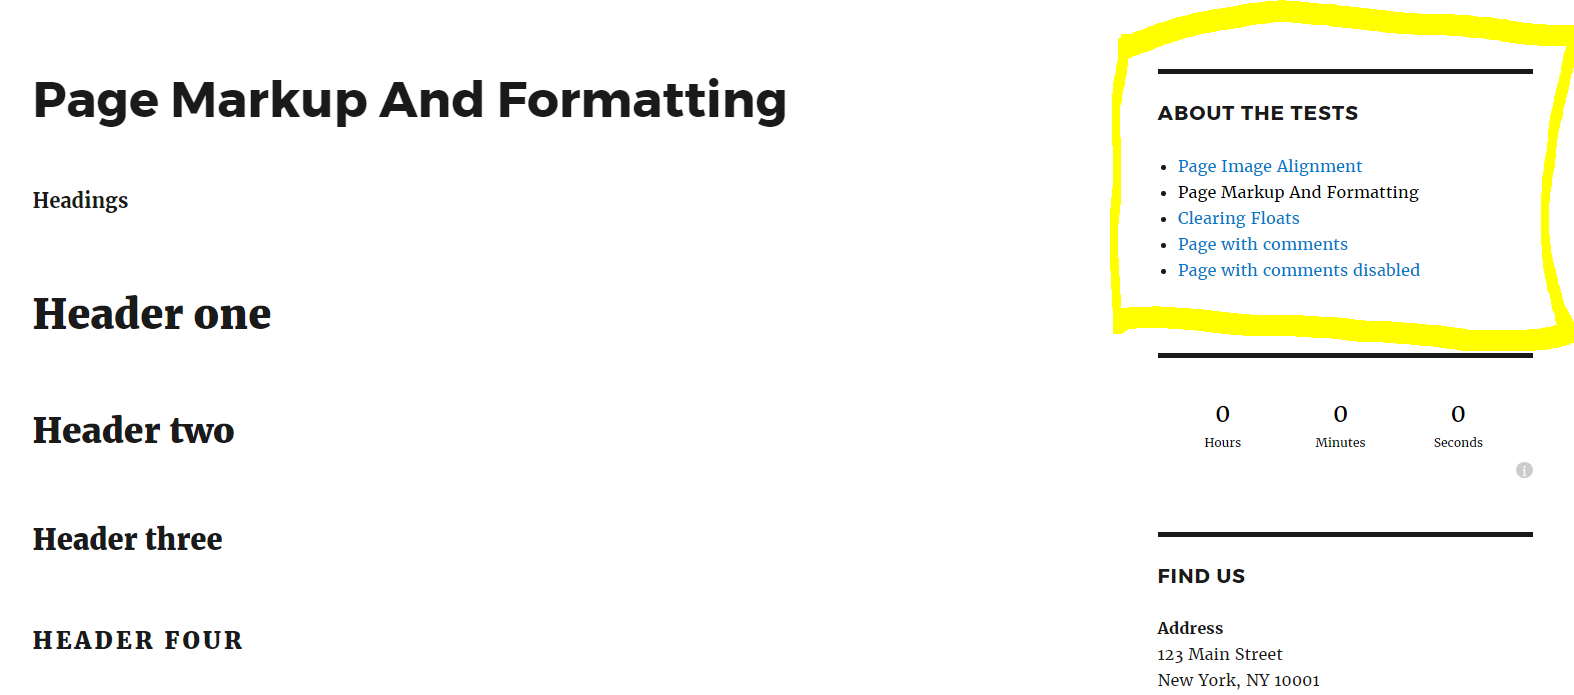 Page Markup And Formatting
Headings
Header one
Header two
Header three
HEADER FOUR
ABOUT THE TESTS
Page Image Alignment
Page Markup And Formatting
Clearing Floats
Page with comments
Page with comments disabled
0 0 0
Hours Minutes Seconds
i
FIND US
Address
123 Main Street
New York, NY 10001